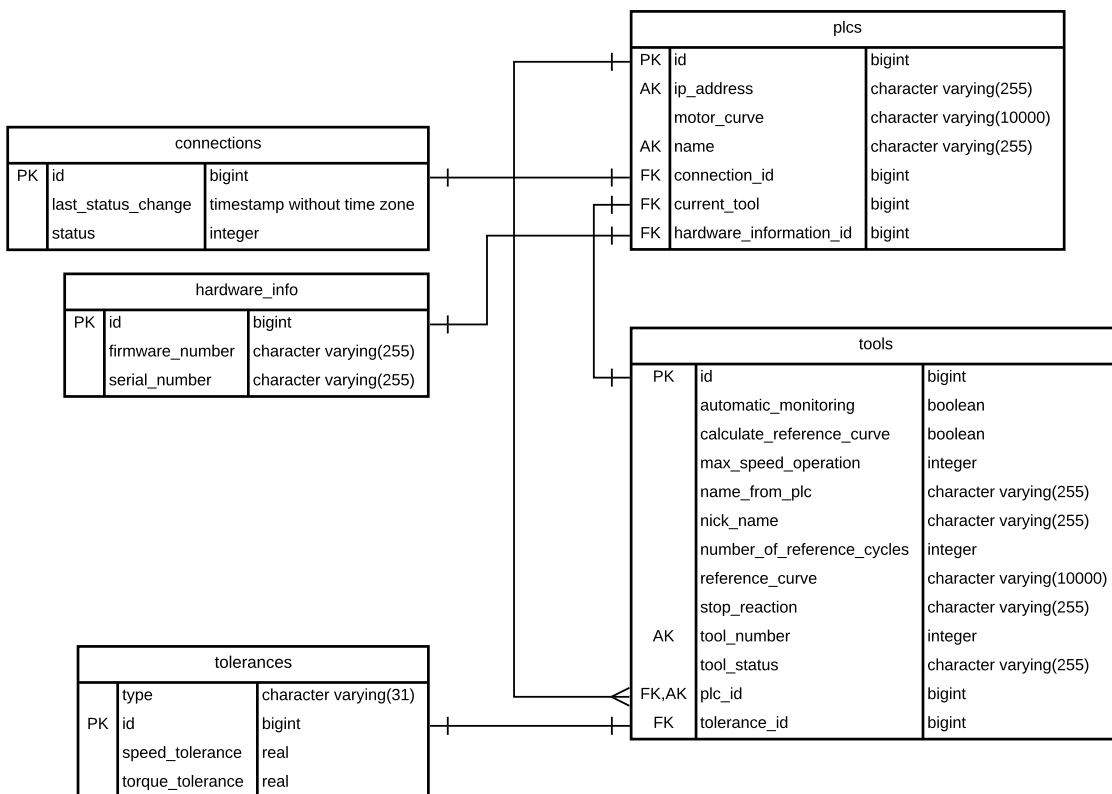 plcs
PK id bigint
AK ip_address character varying(255)
motor_curve character varying(10000)
AK name character varying(255)
FK connection_id bigint
FK current_tool bigint
FK hardware_information_id bigint
connections
PK id bigint
last_status_change timestamp without time zone
status integer
hardware_info
PK id bigint
firmware_number character varying(255)
serial_number character varying(255)
tools
PK id bigint
automatic_monitoring boolean
calculate_reference_curve boolean
max_speed_operation integer
name_from_plc character varying(255)
nick_name character varying(255)
number_of_reference_cycles integer
reference_curve character varying(10000)
stop_reaction character varying(255)
AK tool_number integer
tool_status character varying(255)
FK,AK plc_id bigint
FK tolerance_id bigint
tolerances
type character varying(31)
PK id bigint
speed_tolerance real
torque_tolerance real